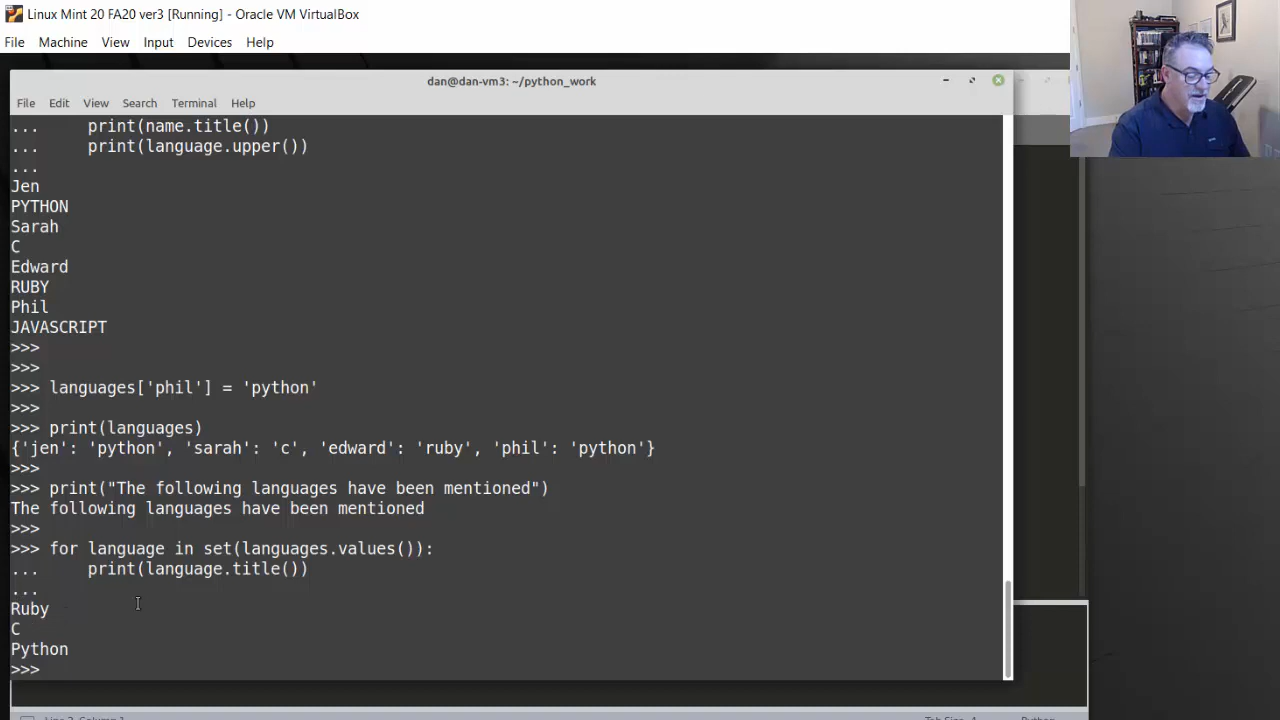 Linux Mint 20 FA20 ver3 [Running] - Oracle VM VirtualBox
File Machine View Input Devices Help
dan@dan-vm3: ~/python_work
File Edit View Search Terminal Help
...     print(name.title())
...     print(language.upper())
...
Jen
PYTHON
Sarah
C
Edward
RUBY
Phil
JAVASCRIPT
>>>
>>>
>>> languages['phil'] = 'python'
>>>
>>> print(languages)
{'jen': 'python', 'sarah': 'c', 'edward': 'ruby', 'phil': 'python'}
>>>
>>> print("The following languages have been mentioned")
The following languages have been mentioned
>>>
>>> for language in set(languages.values()):
...     print(language.title())
...
Ruby
C
Python
>>>